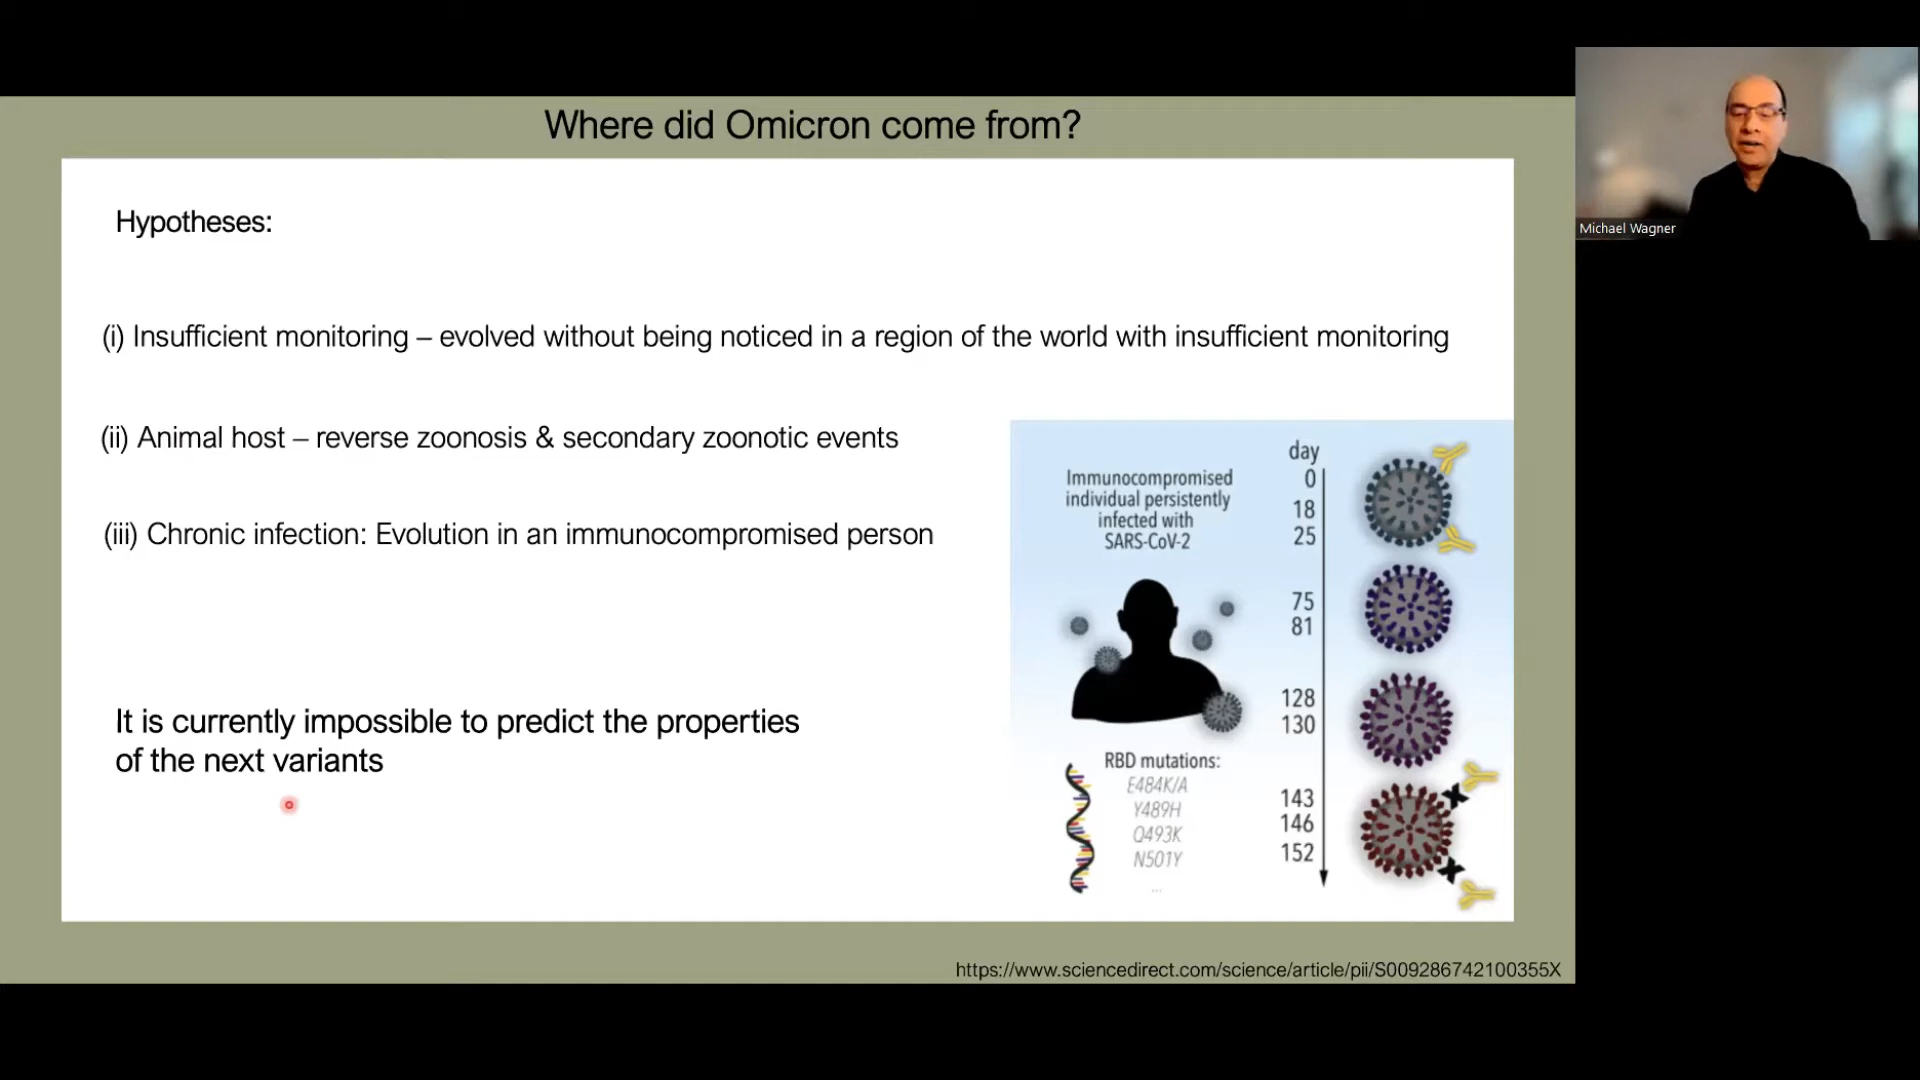 Where did Omicron come from?
Hypotheses:
(i) Insufficient monitoring – evolved without being noticed in a region of the world with insufficient monitoring
(ii) Animal host – reverse zoonosis & secondary zoonotic events
(iii) Chronic infection: Evolution in an immunocompromised person
It is currently impossible to predict the properties
of the next variants
Immunocompromised
individual persistently
infected with
SARS-CoV-2
RBD mutations:
E484K/A
Y489H
Q493K
N501Y
...
day
0
18
25
75
81
128
130
143
146
152
https://www.sciencedirect.com/science/article/pii/S009286742100355X
Michael Wagner